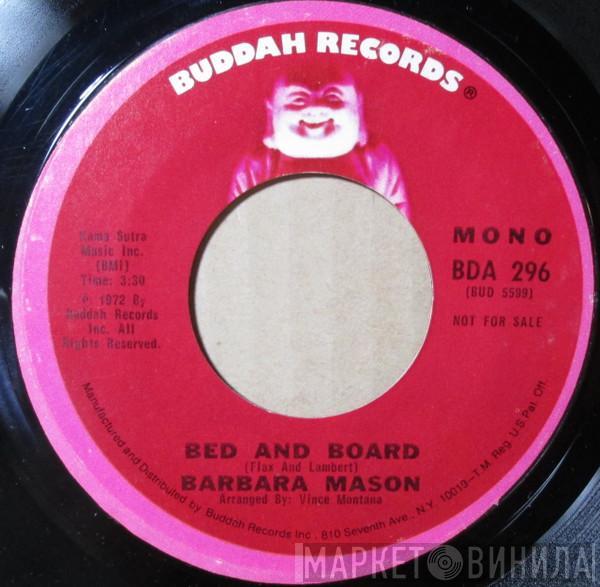 BUDDAH RECORDS®
Kama Sutra
Music Inc.
(BMI)
Time: 3:30
℗ 1972 By
Buddah Records
Inc. All
Rights Reserved.
MONO
BDA 296
(BUD 5599)
NOT FOR SALE
BED AND BOARD
(Flax And Lambert)
BARBARA MASON
Arranged By: Vince Montana
Manufactured and Distributed by Buddah Records Inc., 810 Seventh Ave., N.Y. 10019—T.M. Reg. U.S. Pat. Off.
МАРКЕТ ВИНИЛА